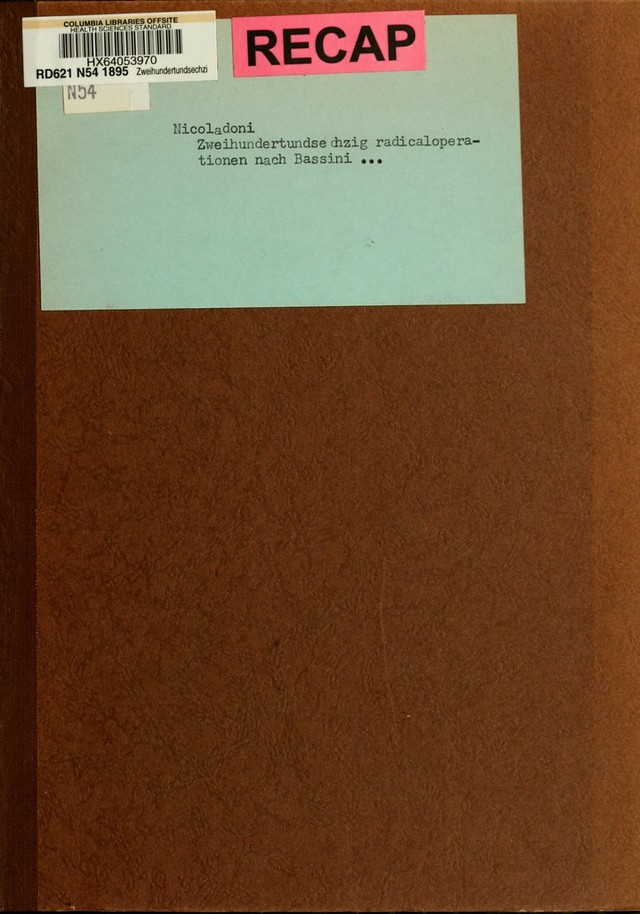 COLUMBIA LIBRARIES OFFSITE
HEALTH SCIENCES STANDARD
HX64053970
RD621 N54 1895 Zweihundertundsechzi
RECAP
N54
Nicoladoni
Zweihundertundsechzig radicalopera-
tionen nach Bassini ...